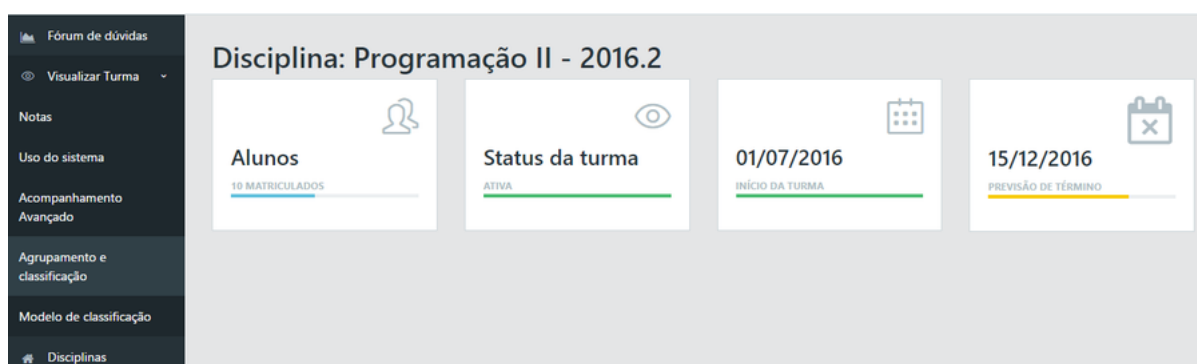 Fórum de dúvidas
Visualizar Turma
Notas
Uso do sistema
Acompanhamento
Avançado
Agrupamento e
classificação
Modelo de classificação
Disciplinas
Disciplina: Programação II - 2016.2
Alunos
10 MATRICULADOS
Status da turma
ATIVA
01/07/2016
INÍCIO DA TURMA
15/12/2016
PREVISÃO DE TÉRMINO